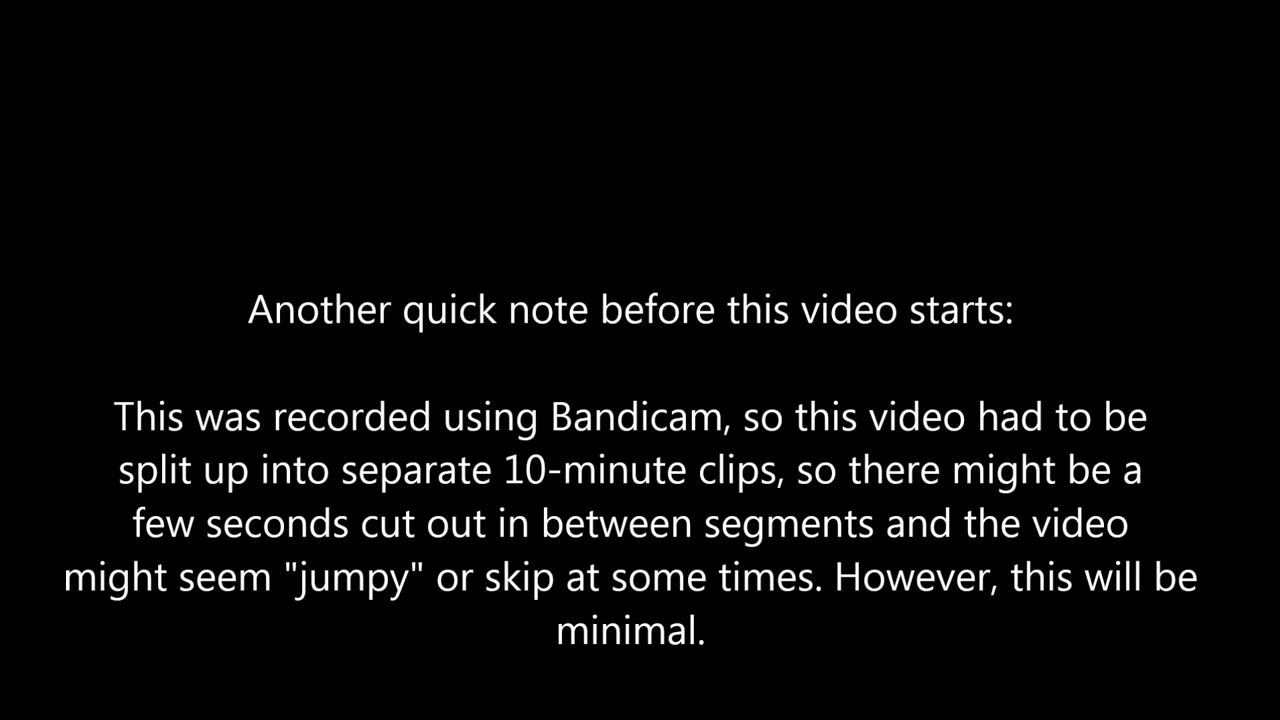 Another quick note before this video starts:
This was recorded using Bandicam, so this video had to be
split up into separate 10-minute clips, so there might be a
few seconds cut out in between segments and the video
might seem "jumpy" or skip at some times. However, this will be
minimal.